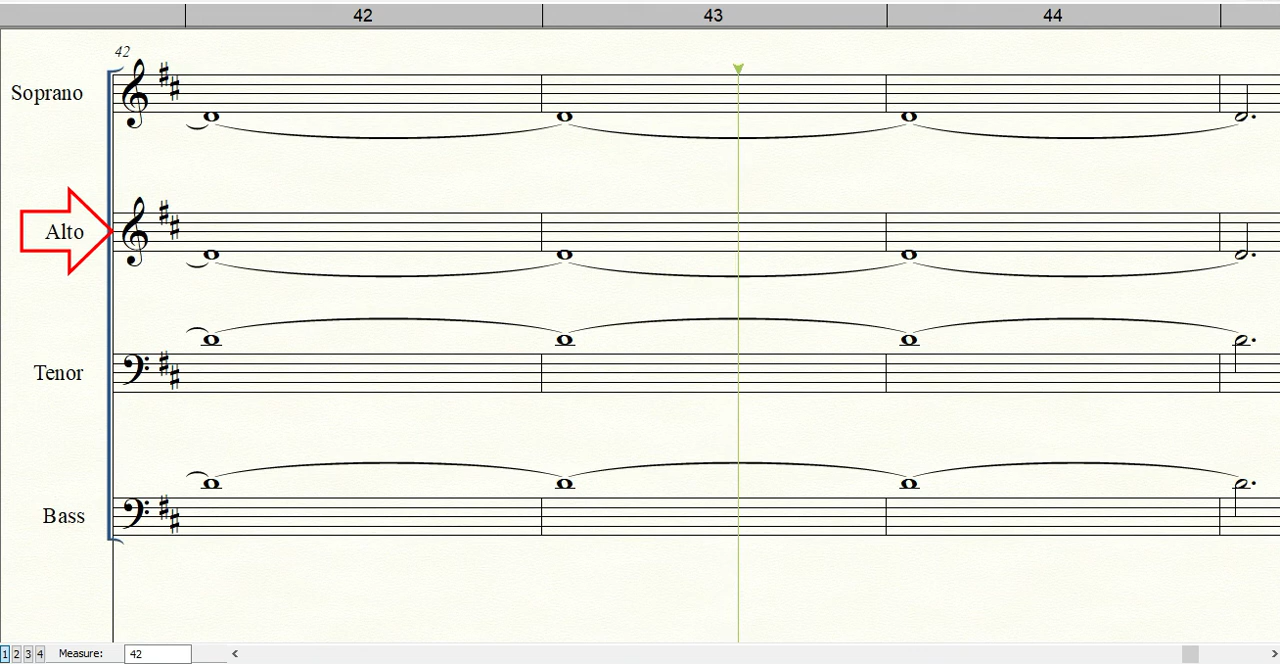 42 43 44
42
Soprano
Alto
Tenor
Bass
1 2 3 4 Measure: 42